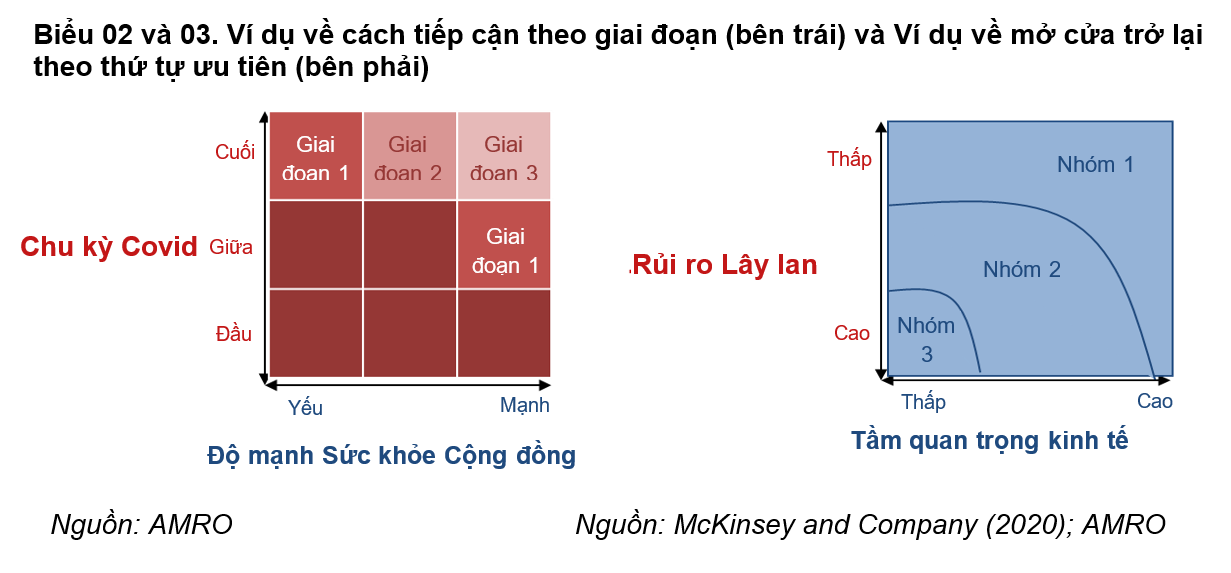 Biểu 02 và 03. Ví dụ về cách tiếp cận theo giai đoạn (bên trái) và Ví dụ về mở cửa trở lại
theo thứ tự ưu tiên (bên phải)
Chu kỳ Covid
Cuối
Giữa
Đầu
Giai
đoạn 1
Giai
đoạn 2
Giai
đoạn 3
Giai
đoạn 1
Yếu
Mạnh
Độ mạnh Sức khỏe Cộng đồng
.Rủi ro Lây lan
Thấp
Cao
Nhóm 1
Nhóm 2
Nhóm
3
Thấp
Cao
Tầm quan trọng kinh tế
Nguồn: AMRO
Nguồn: McKinsey and Company (2020); AMRO